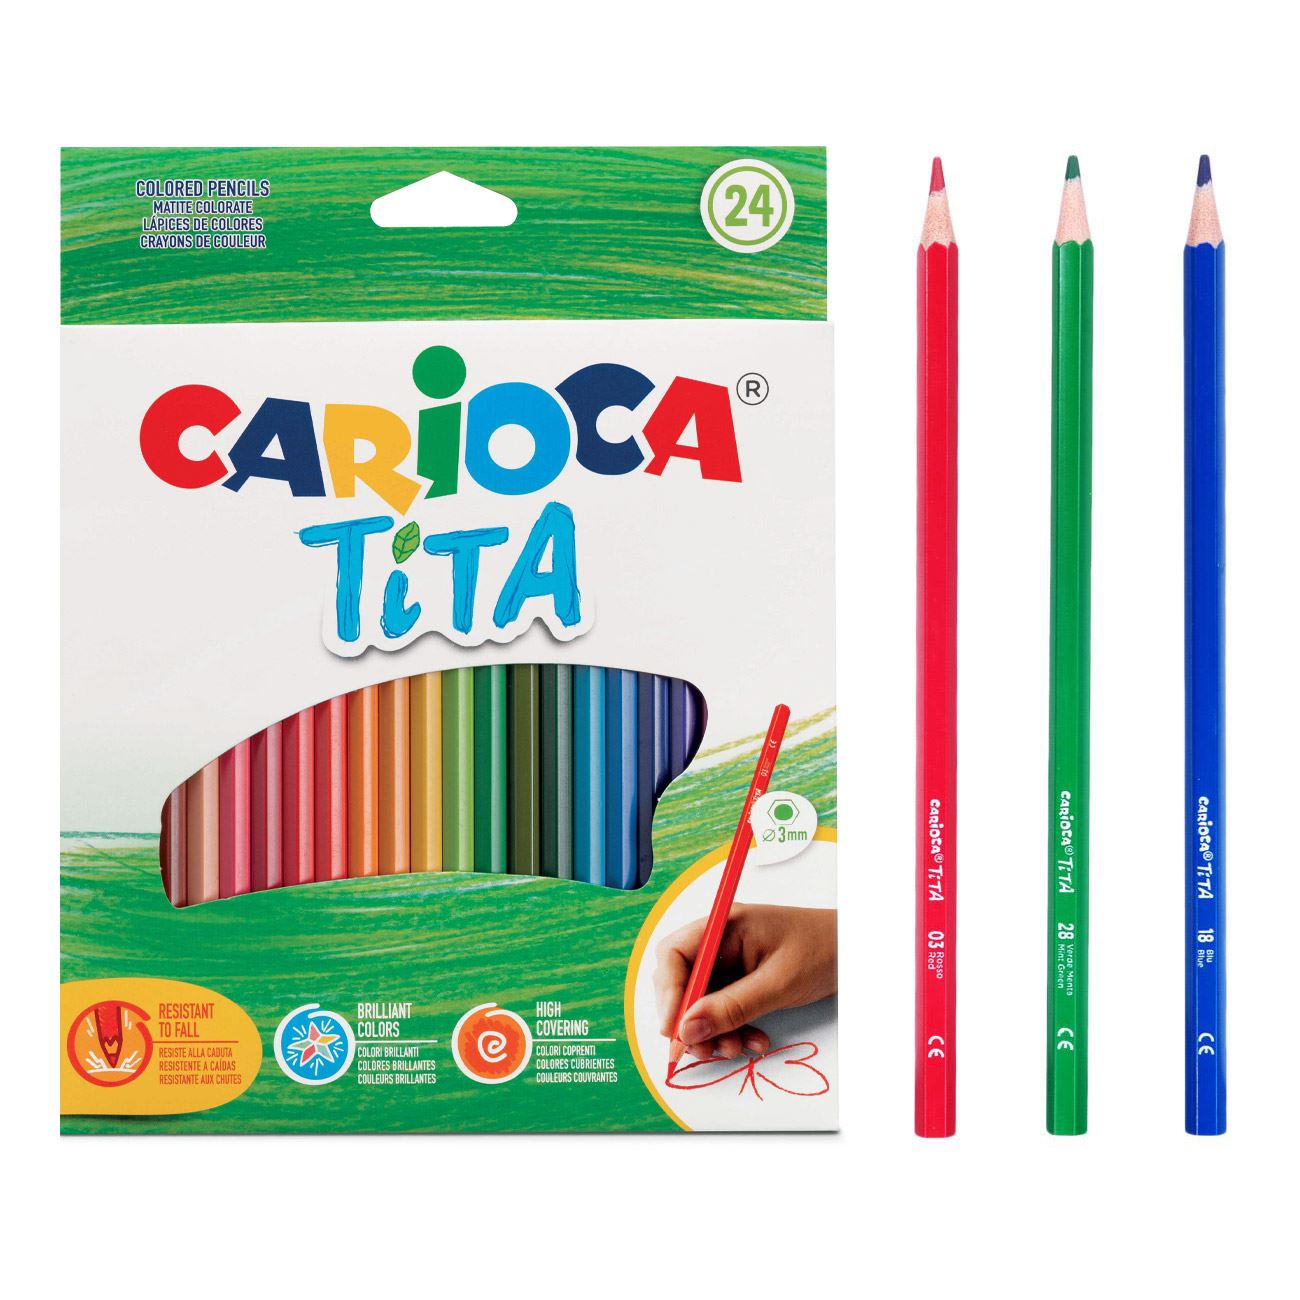 COLORED PENCILS
MATITE COLORATE
LÁPICES DE COLORES
CRAYONS DE COULEUR
24
CARIOCA®
TiTA
Ø 3mm
RESISTANT
TO FALL
RESISTE ALLA CADUTA
RESISTENTE A CAÍDAS
RESISTANTE AUX CHUTES
BRILLIANT
COLORS
COLORI BRILLANTI
COLORES BRILLANTES
COULEURS BRILLANTES
HIGH
COVERING
COLORI COPRENTI
COLORES CUBRIENTES
COULEURS COUVRANTES
CARIOCA® TiTA 03 Rosso
Red
CE
CARIOCA® TiTA 28 Verde Menta
Mint Green
CE
CARIOCA® TiTA 18 Blu
Blue
CE